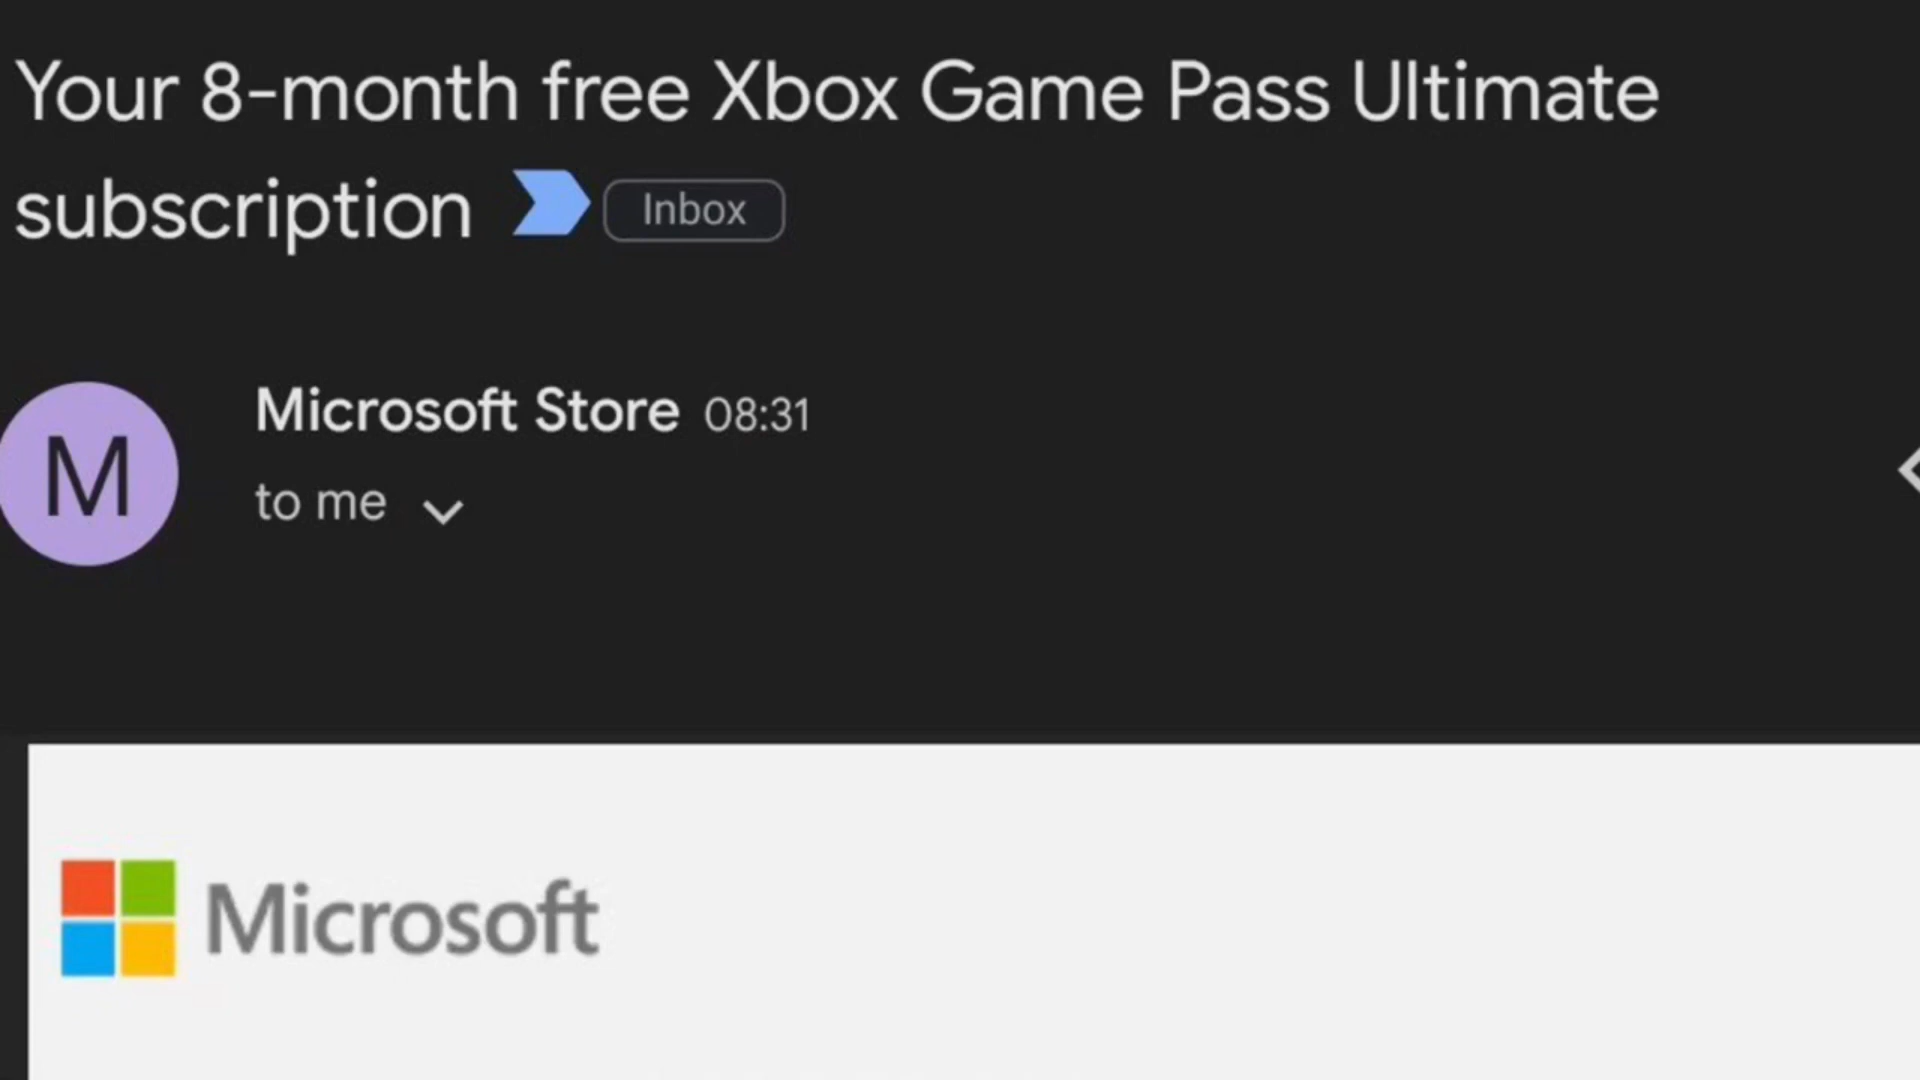 Your 8-month free Xbox Game Pass Ultimate
subscription Inbox
M
Microsoft Store 08:31
to me
Microsoft